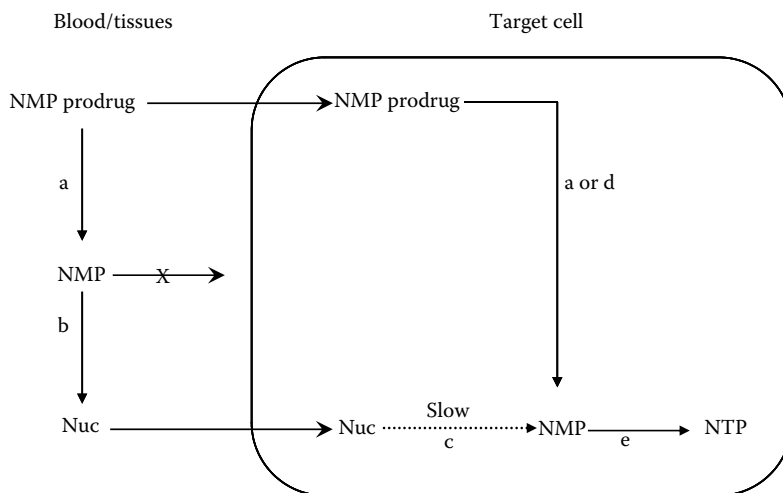 Blood/tissues
Target cell
NMP prodrug
NMP prodrug
a
a or d
NMP
X
b
Nuc
Nuc
Slow
c
NMP
e
NTP